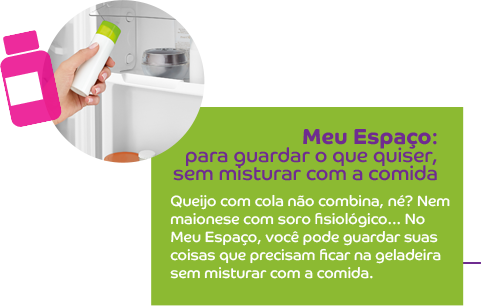 Meu Espaço:
para guardar o que quiser,
sem misturar com a comida
Queijo com cola não combina, né? Nem
maionese com soro fisiológico... No
Meu Espaço, você pode guardar suas
coisas que precisam ficar na geladeira
sem misturar com a comida.